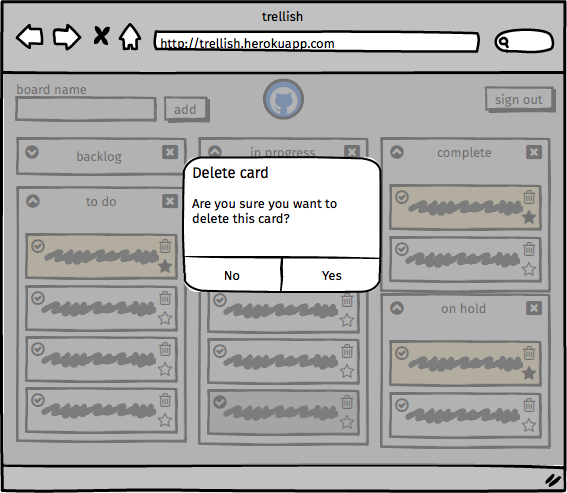 trellish
http://trellish.herokuapp.com
board name
add
sign out
backlog
in progress
complete
to do
Delete card
Are you sure you want to
delete this card?
No
Yes
on hold